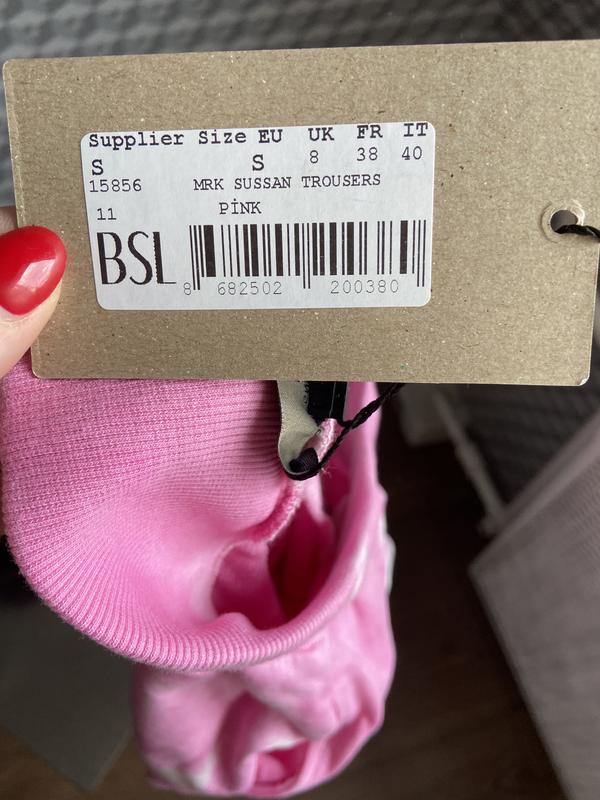 Supplier Size EU UK FR IT
S S 8 38 40
15856 MRK SUSSAN TROUSERS
11 PİNK
BSL
8 682502 200380